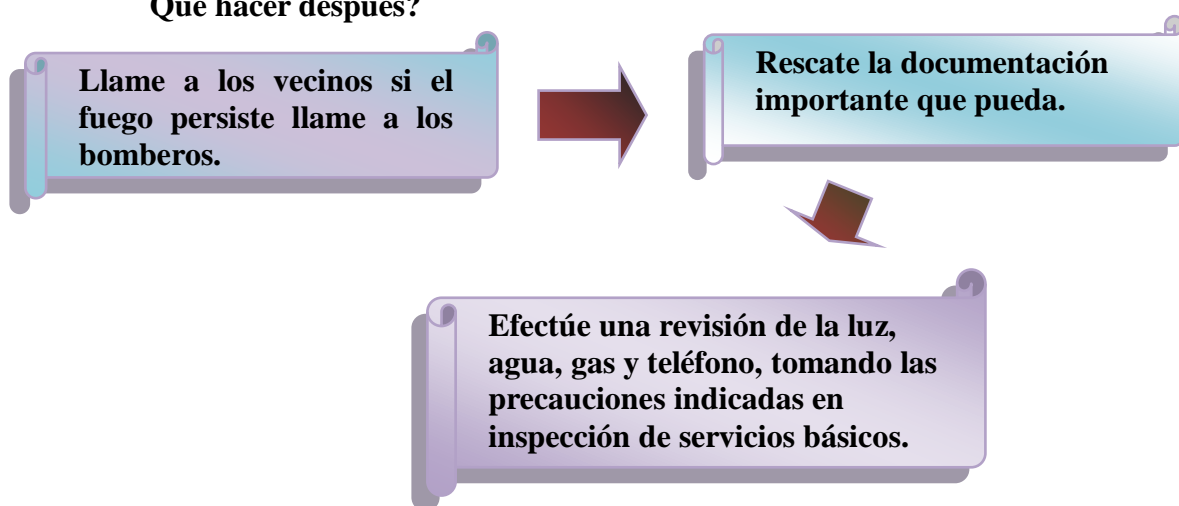 Qué hacer después?
Llame a los vecinos si el
fuego persiste llame a los
bomberos.
Rescate la documentación
importante que pueda.
Efectúe una revisión de la luz,
agua, gas y teléfono, tomando las
precauciones indicadas en
inspección de servicios básicos.